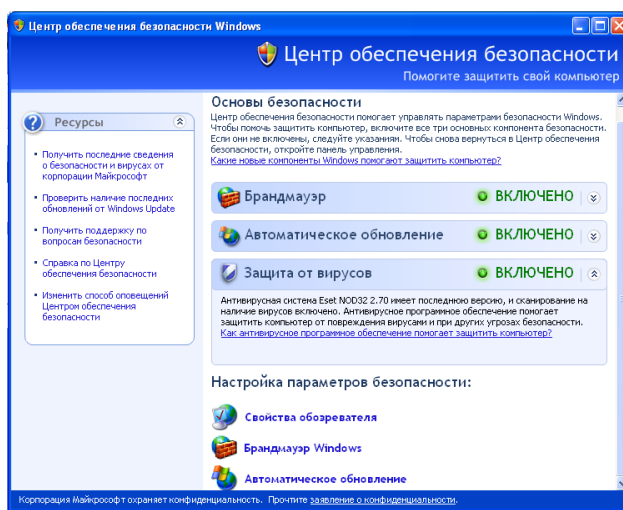 Центр обеспечения безопасности Windows
Центр обеспечения безопасности
Помогите защитить свой компьютер
Ресурсы
Получить последние сведения
о безопасности и вирусах от
корпорации Майкрософт
Проверить наличие последних
обновлений от Windows Update
Получить поддержку по
вопросам безопасности
Справка по Центру
обеспечения безопасности
Изменить способ оповещений
Центром обеспечения
безопасности
Основы безопасности
Центр обеспечения безопасности помогает управлять параметрами безопасности Windows.
Чтобы помочь защитить компьютер, включите все три основных компонента безопасности.
Если они не включены, следуйте указаниям. Чтобы снова вернуться в Центр обеспечения
безопасности, откройте панель управления.
Какие новые компоненты Windows помогают защитить компьютер?
Брандмауэр ВКЛЮЧЕНО
Автоматическое обновление ВКЛЮЧЕНО
Защита от вирусов ВКЛЮЧЕНО
Антивирусная система Eset NOD32 2.70 имеет последнюю версию, и сканирование на
наличие вирусов включено. Антивирусное программное обеспечение помогает
защитить компьютер от повреждения вирусами и при других угрозах безопасности.
Как антивирусное программное обеспечение помогает защитить компьютер?
Настройка параметров безопасности:
Свойства обозревателя
Брандмауэр Windows
Автоматическое обновление
Корпорация Майкрософт охраняет конфиденциальность. Прочтите заявление о конфиденциальности.